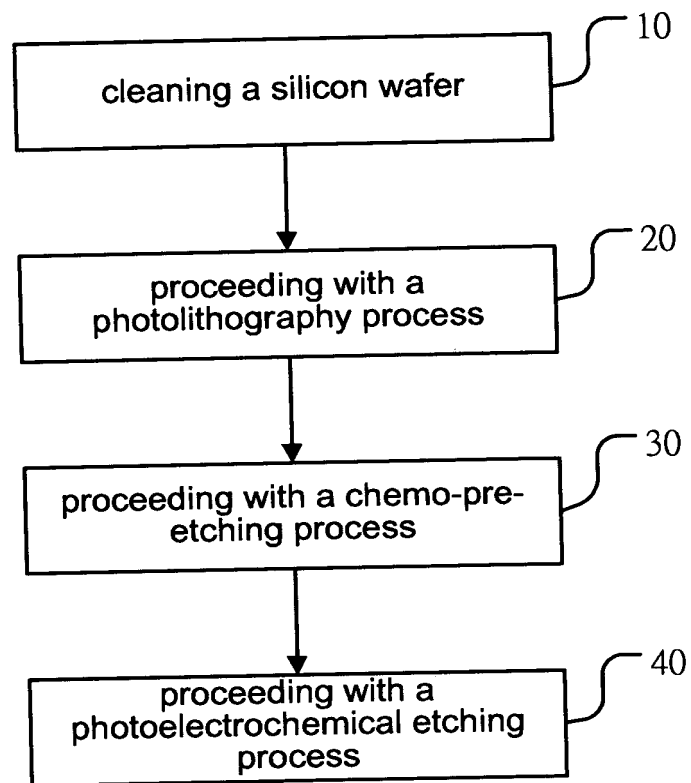 10
cleaning a silicon wafer
20
proceeding with a
photolithography process
30
proceeding with a chemo-pre-
etching process
40
proceeding with a
photoelectrochemical etching
process